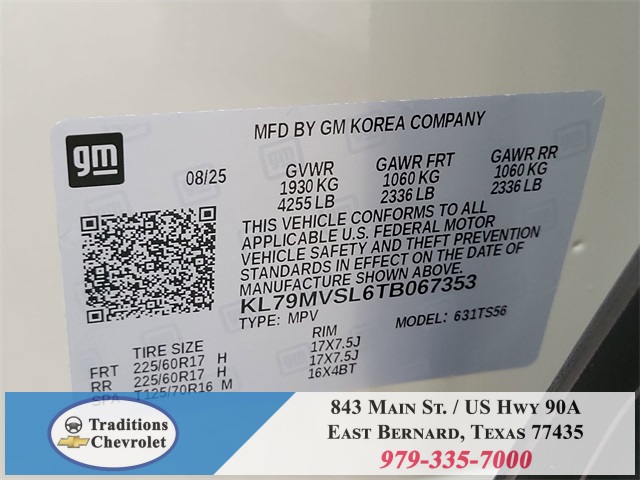 MFD BY GM KOREA COMPANY
gm
08/25
GVWR
1930 KG
4255 LB
GAWR FRT
1060 KG
2336 LB
GAWR RR
1060 KG
2336 LB
THIS VEHICLE CONFORMS TO ALL
APPLICABLE U.S. FEDERAL MOTOR
VEHICLE SAFETY AND THEFT PREVENTION
STANDARDS IN EFFECT ON THE DATE OF
MANUFACTURE SHOWN ABOVE.
KL79MVSL6TB067353
TYPE: MPV
MODEL: 631TS56
TIRE SIZE
RIM
FRT 225/60R17 H 17X7.5J
RR 225/60R17 H 17X7.5J
SPA T125/70R16 M 16X4BT
Traditions
Chevrolet
843 Main St. / US Hwy 90A
East Bernard, Texas 77435
979-335-7000